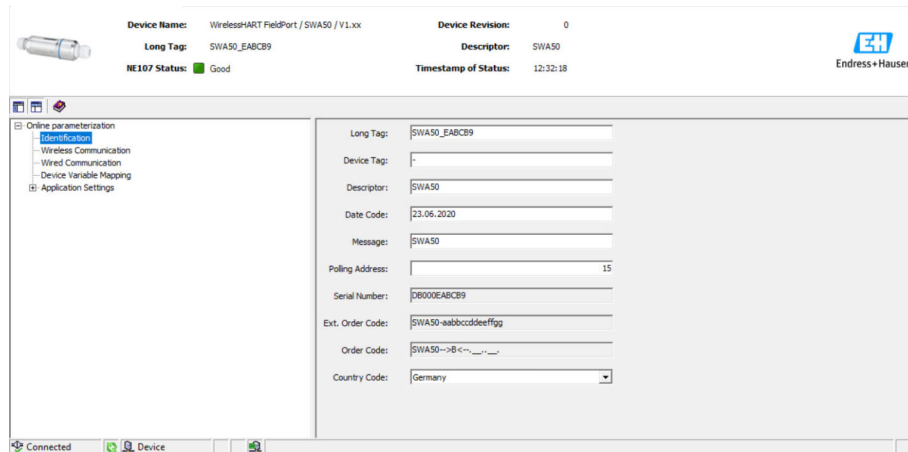 Device Name: WirelessHART FieldPort / SWA50 / V1.xx Device Revision: 0
Long Tag: SWA50_EABCB9 Descriptor: SWA50
NE107 Status: Good Timestamp of Status: 12:32:18
EH
Endress+Hauser
Online parameterization
Identification
Wireless Communication
Wired Communication
Device Variable Mapping
Application Settings
Long Tag: SWA50_EABCB9
Device Tag: -
Descriptor: SWA50
Date Code: 23.06.2020
Message: SWA50
Polling Address: 15
Serial Number: DB000EABCB9
Ext. Order Code: SWA50-aabbccddeeffgg
Order Code: SWA50-->B<--.__..__.
Country Code: Germany
Connected Device